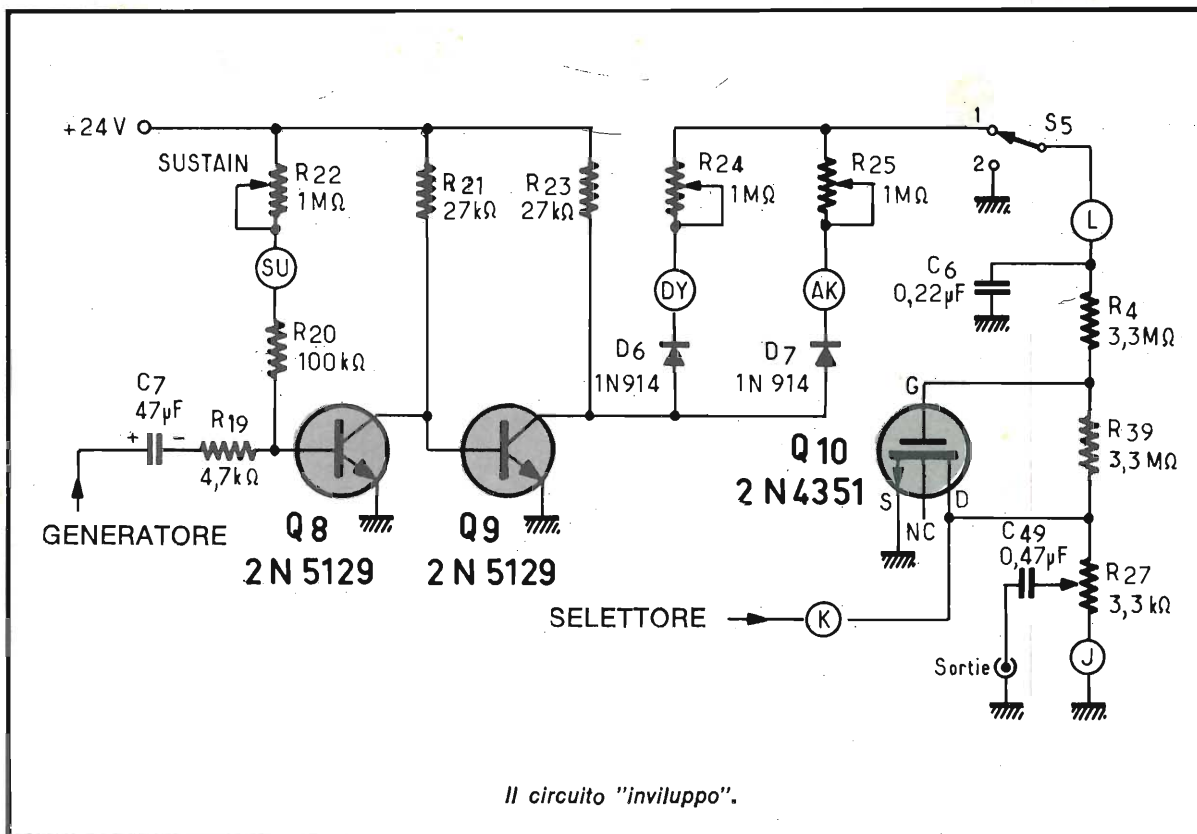 +24V
SUSTAIN
R22
1MΩ
R21
27kΩ
R23
27kΩ
R24
1MΩ
R25
1MΩ
1
S5
2
L
SU
DY
AK
C6
0,22µF
R4
3,3MΩ
R20
100kΩ
D6
1N914
D7
1N914
C7
47µF
+
-
R19
4,7kΩ
G
R39
3,3MΩ
Q10
2N4351
S
D
NC
GENERATORE
Q8
2N5129
Q9
2N5129
C49
0,47µF
R27
3,3kΩ
SELETTORE
K
Sortie
J
Il circuito "inviluppo".